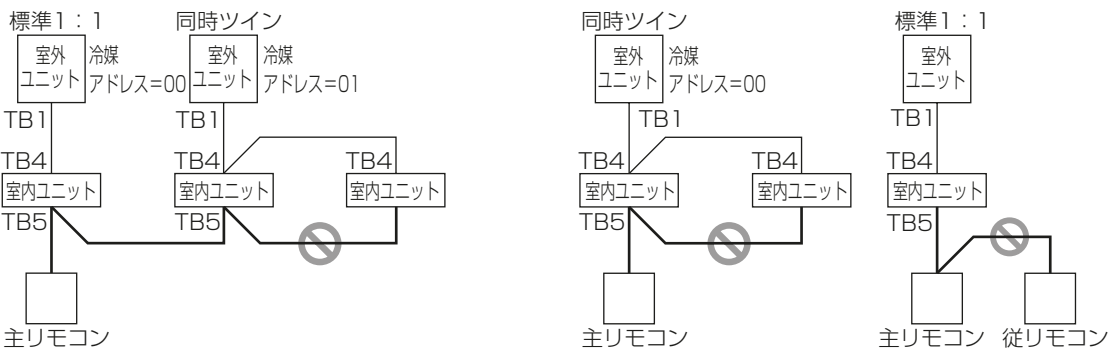 標準1：1
同時ツイン
室外
ユニット
冷媒
アドレス=00
室外
ユニット
冷媒
アドレス=01
TB1
TB1
TB4
TB4
TB4
室内ユニット
室内ユニット
室内ユニット
TB5
TB5
主リモコン
同時ツイン
室外
ユニット
冷媒
アドレス=00
TB1
TB4
TB4
室内ユニット
室内ユニット
TB5
主リモコン
標準1：1
室外
ユニット
TB1
TB4
室内ユニット
TB5
主リモコン
従リモコン